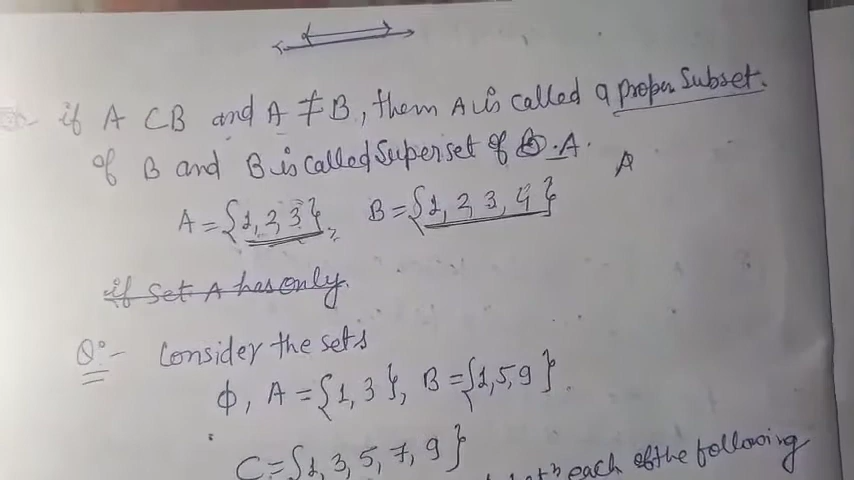 if A ⊂ B and A ≠ B, them A is called a proper subset.
of B and B is called Superset of A.
A
A = {1, 2 3}, B = {1, 2 3, 4}
if Set A has only.
Q:- Consider the sets
ϕ, A = {1, 3}, B = {1, 5, 9}.
C = {1, 3, 5, 7, 9}
each of the following